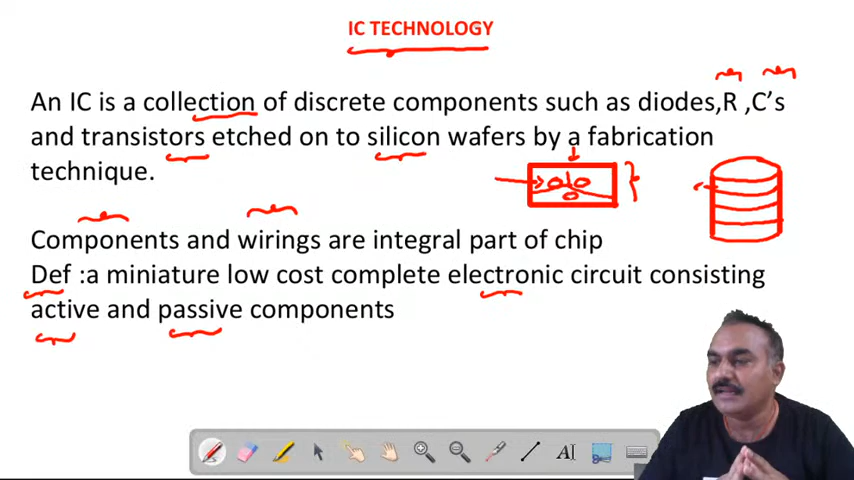 IC TECHNOLOGY
An IC is a collection of discrete components such as diodes,R ,C's
and transistors etched on to silicon wafers by a fabrication
technique.
Components and wirings are integral part of chip
Def :a miniature low cost complete electronic circuit consisting
active and passive components
AI